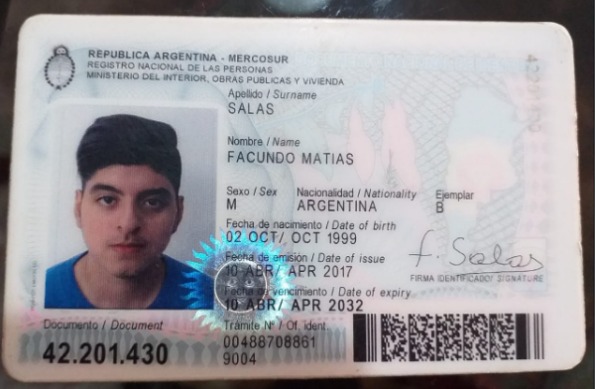 REPUBLICA ARGENTINA - MERCOSUR
REGISTRO NACIONAL DE LAS PERSONAS
MINISTERIO DEL INTERIOR, OBRAS PUBLICAS Y VIVIENDA
Apellido / Surname
SALAS
Nombre / Name
FACUNDO MATIAS
Sexo / Sex Nacionalidad / Nationality Ejemplar
M ARGENTINA B
Fecha de nacimiento / Date of birth
02 OCT/ OCT 1999
Fecha de emisión / Date of issue
10 ABR/ APR 2017
Fecha de vencimiento / Date of expiry
10 ABR/ APR 2032
f. Salas
FIRMA IDENTIFICADO/ SIGNATURE
Documento / Document
42.201.430
Trámite Nº / Of. ident.
00488708861
9004